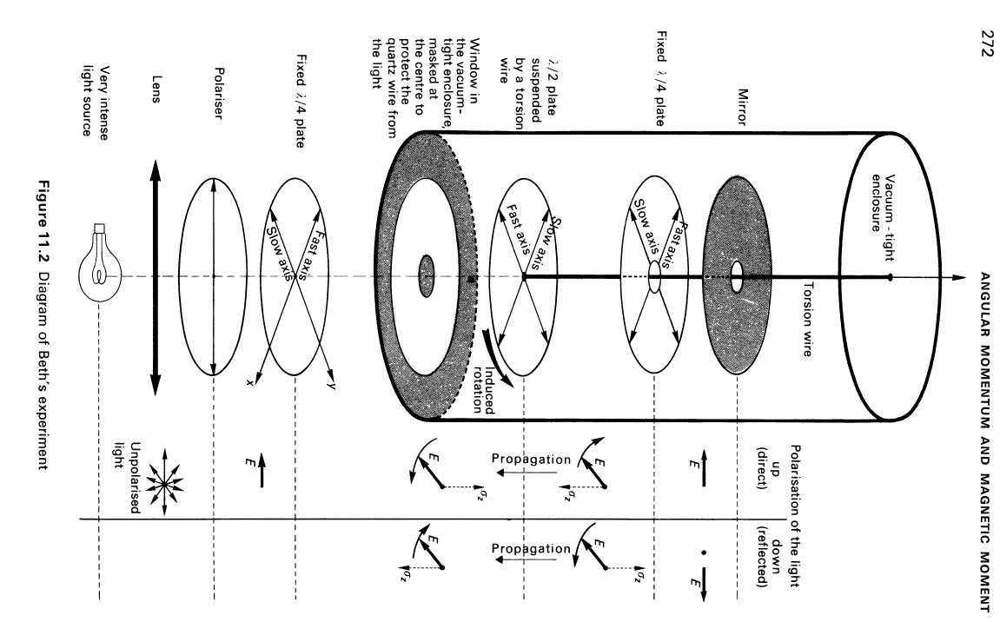 272
ANGULAR MOMENTUM AND MAGNETIC MOMENT
Vacuum - tight
enclosure
Torsion wire
Mirror
Fixed λ/4 plate
Fast axis
Slow axis
λ/2 plate
suspended
by a torsion
wire
Slow axis
Fast axis
Induced
rotation
Window in
the vacuum-
tight enclosure,
masked at
the centre to
protect the
quartz wire from
the light
Fixed λ/4 plate
Fast axis
Slow axis
y
x
Polariser
Lens
Very intense
light source
Polarisation of the light
up
(direct)
down
(reflected)
E
E
E
σz
E
σz
Propagation
Propagation
E
σz
E
σz
E
Unpolarised
light
Figure 11.2 Diagram of Beth's experiment